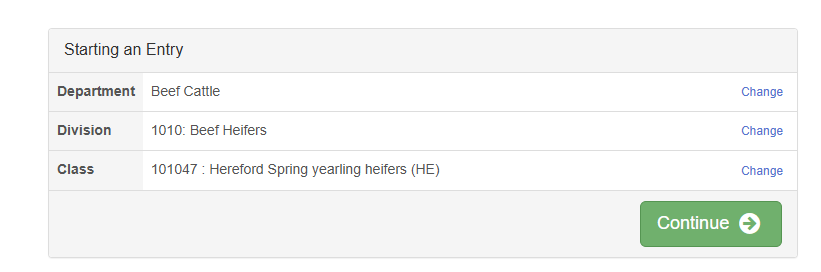 Starting an Entry
Department Beef Cattle Change
Division 1010: Beef Heifers Change
Class 101047 : Hereford Spring yearling heifers (HE) Change
Continue